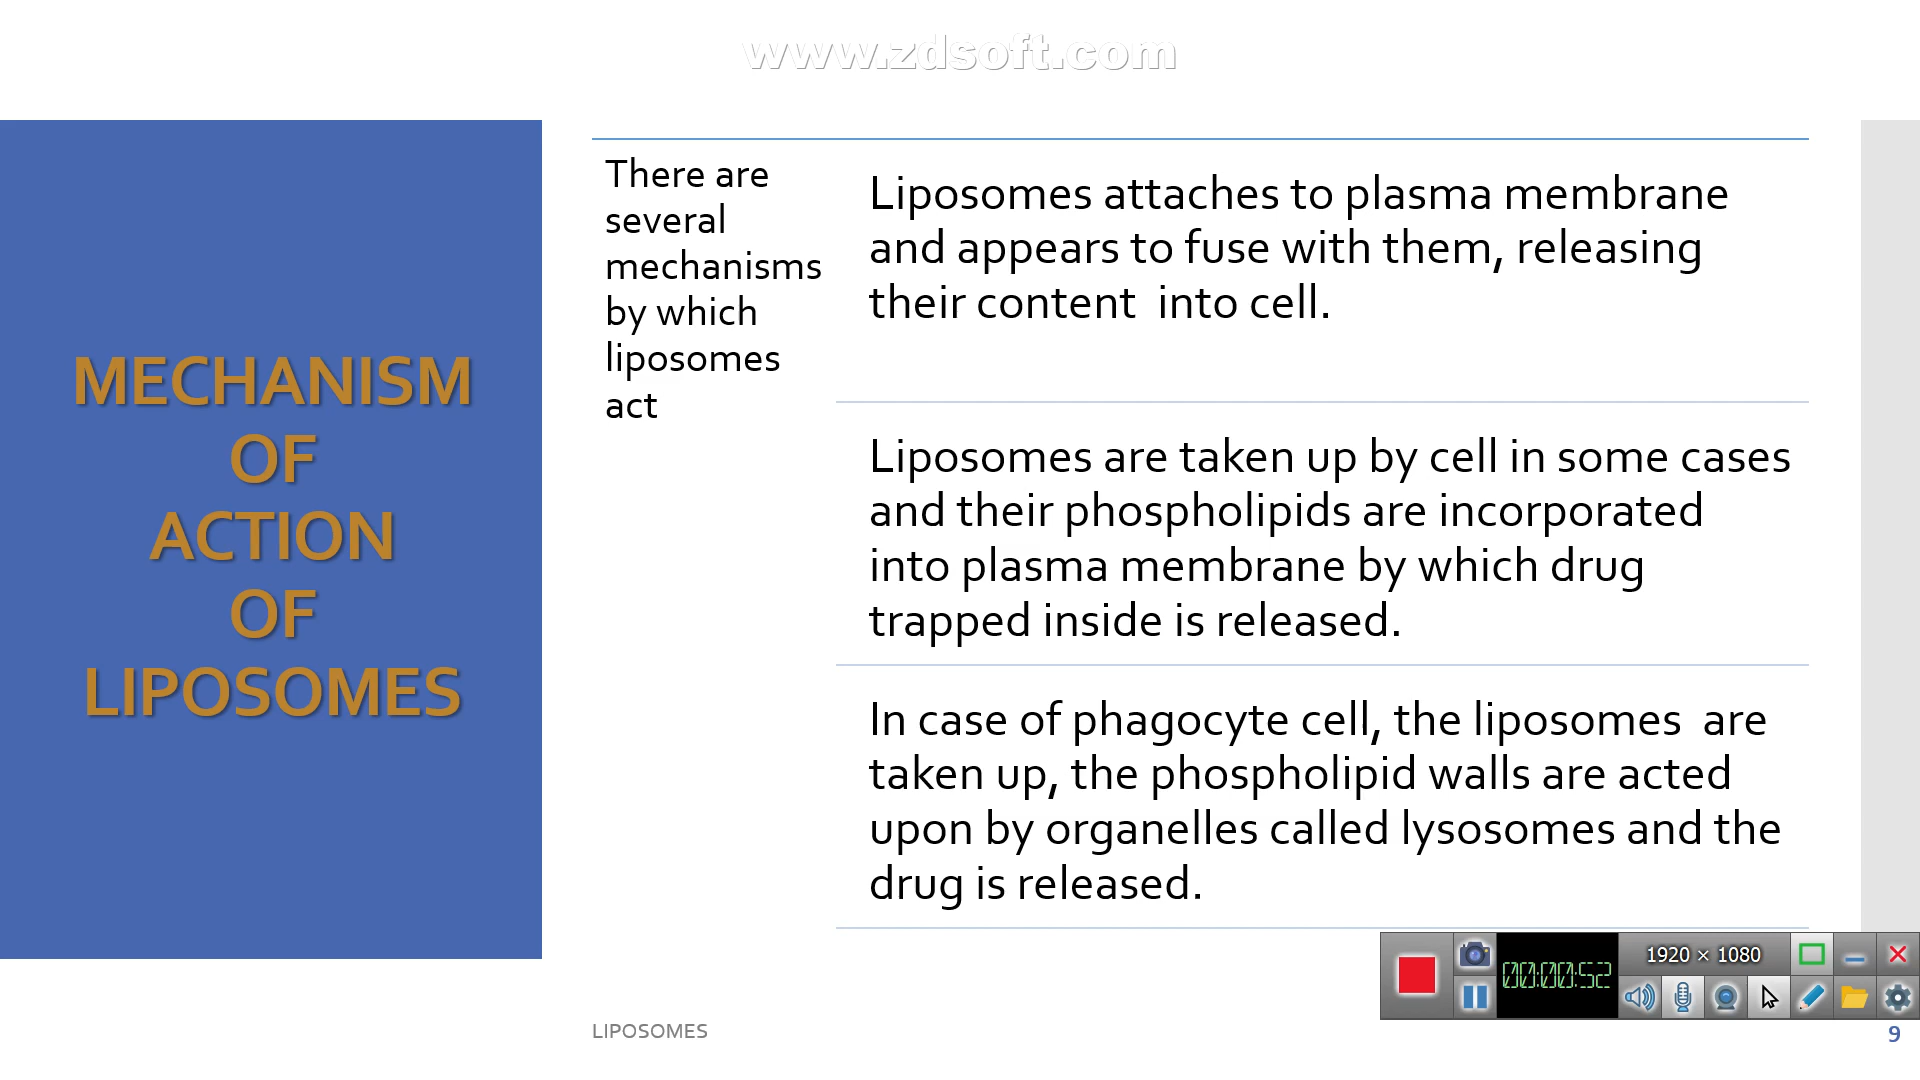 www.zdsoft.com
MECHANISM
OF
ACTION
OF
LIPOSOMES
There are
several
mechanisms
by which
liposomes
act
Liposomes attaches to plasma membrane
and appears to fuse with them, releasing
their content into cell.
Liposomes are taken up by cell in some cases
and their phospholipids are incorporated
into plasma membrane by which drug
trapped inside is released.
In case of phagocyte cell, the liposomes are
taken up, the phospholipid walls are acted
upon by organelles called lysosomes and the
drug is released.
00:00:52
1920 × 1080
LIPOSOMES
9